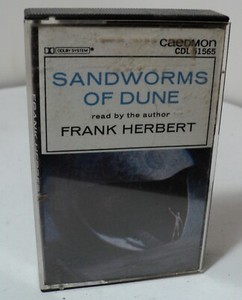 DOLBY SYSTEM
caedmon
CDL 51565
SANDWORMS
OF DUNE
read by the author
FRANK HERBERT
FRANK HERBERT